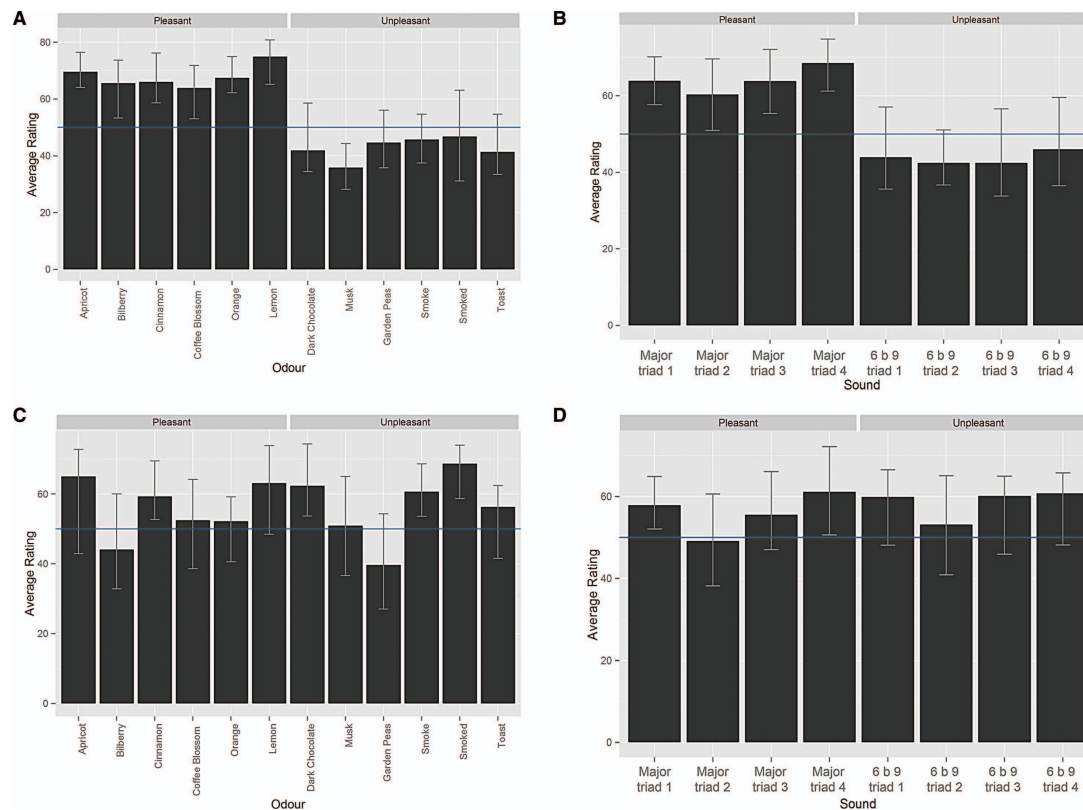 A
Pleasant Unpleasant
80
60
40
20
0
Average Rating
Apricot
Bilberry
Cinnamon
Coffee Blossom
Orange
Lemon
Dark Chocolate
Musk
Garden Peas
Smoke
Smoked
Toast
Odour
B
Pleasant Unpleasant
60
40
20
0
Average Rating
Major Major Major Major 6 b 9 6 b 9 6 b 9 6 b 9
triad 1 triad 2 triad 3 triad 4 triad 1 triad 2 triad 3 triad 4
Sound
C
Pleasant Unpleasant
60
40
20
0
Average Rating
Apricot
Bilberry
Cinnamon
Coffee Blossom
Orange
Lemon
Dark Chocolate
Musk
Garden Peas
Smoke
Smoked
Toast
Odour
D
Pleasant Unpleasant
60
40
20
0
Average Rating
Major Major Major Major 6 b 9 6 b 9 6 b 9 6 b 9
triad 1 triad 2 triad 3 triad 4 triad 1 triad 2 triad 3 triad 4
Sound